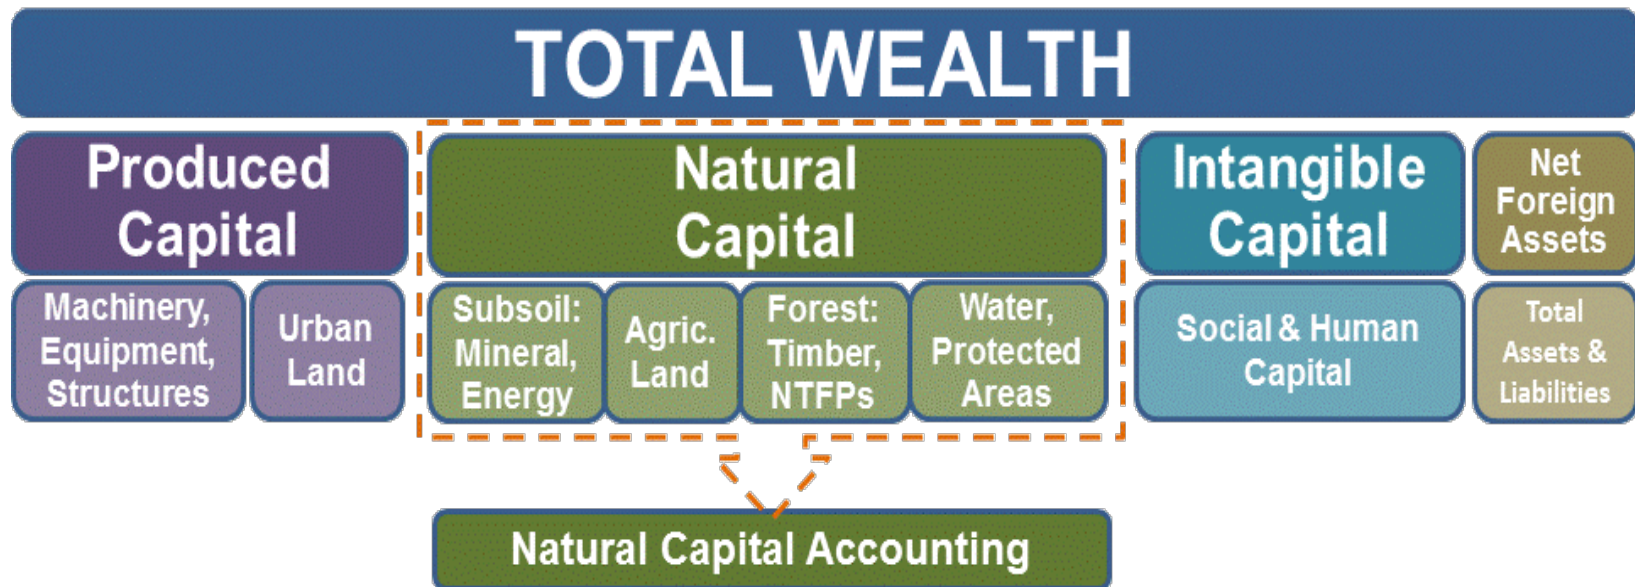 TOTAL WEALTH
Produced
Capital
Natural
Capital
Intangible
Capital
Net
Foreign
Assets
Machinery,
Equipment,
Structures
Urban
Land
Subsoil:
Mineral,
Energy
Agric.
Land
Forest:
Timber,
NTFPs
Water,
Protected
Areas
Social & Human
Capital
Total
Assets &
Liabilities
Natural Capital Accounting